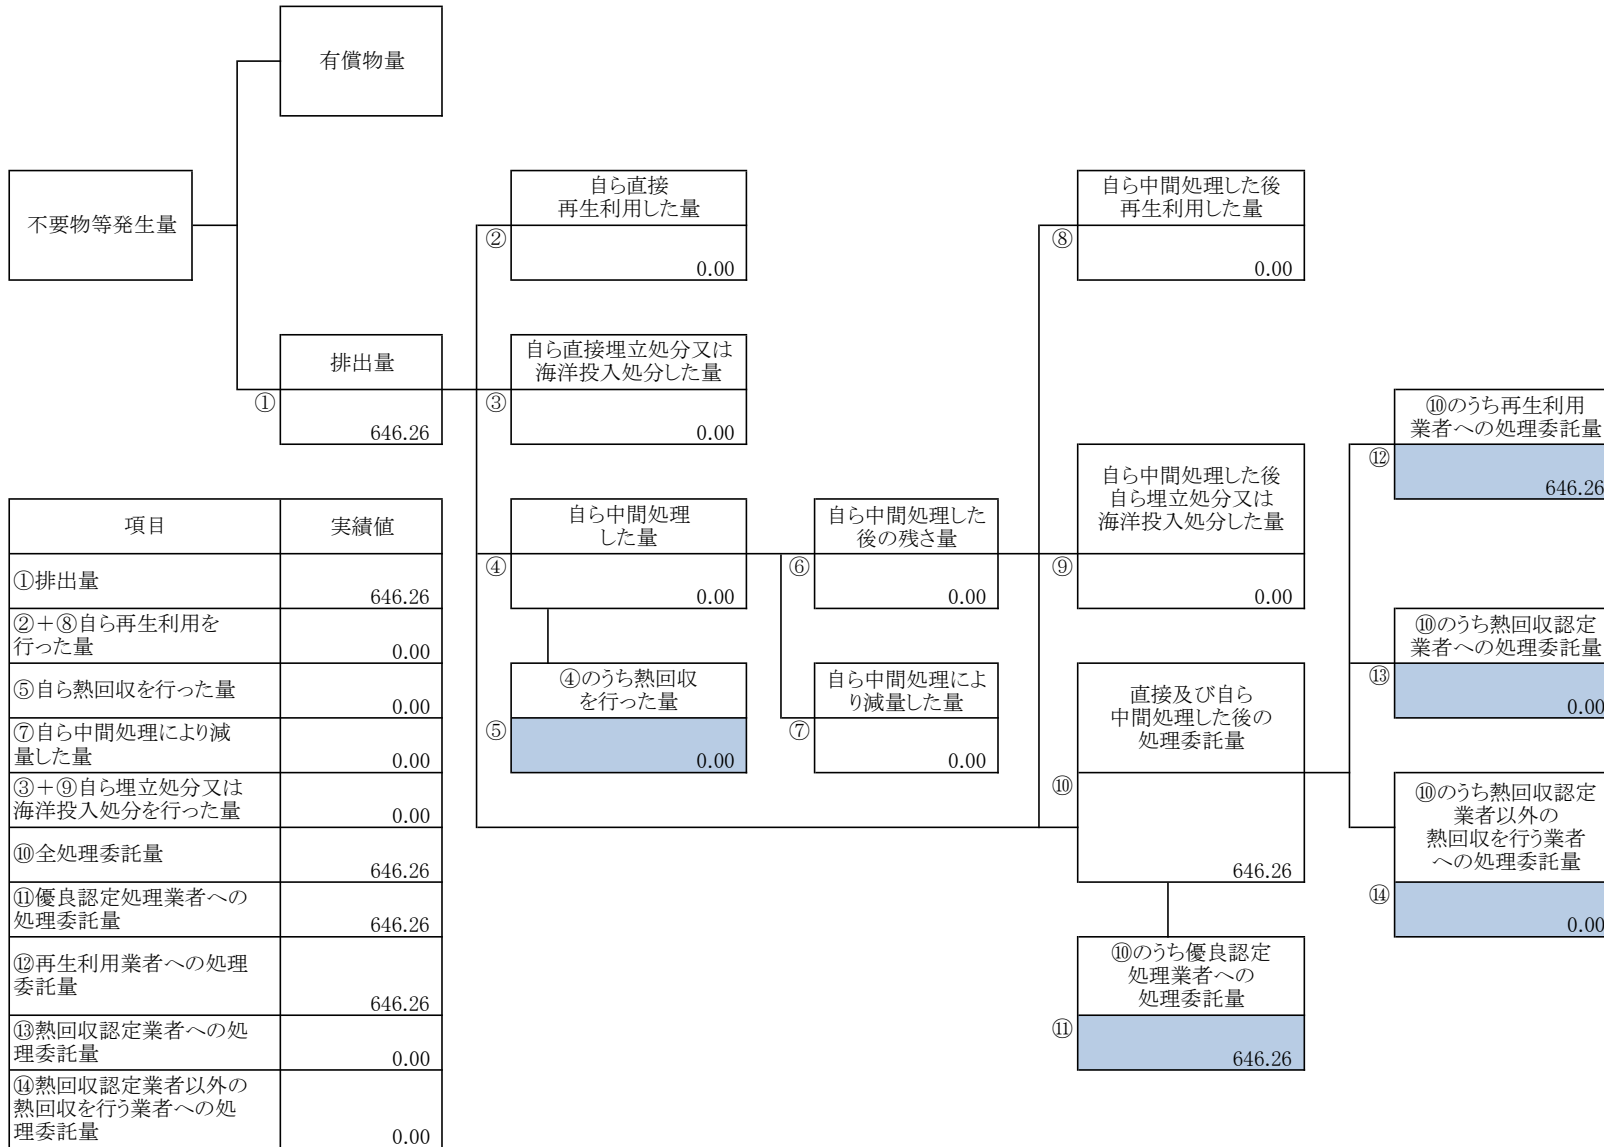 有償物量
不要物等発生量
自ら直接
再生利用した量
②
0.00
自ら中間処理した後
再生利用した量
⑧
0.00
排出量
①
646.26
自ら直接埋立処分又は
海洋投入処分した量
③
0.00
⑩のうち再生利用
業者への処理委託量
⑫
646.26
自ら中間処理
した量
④
0.00
自ら中間処理した
後の残さ量
⑥
0.00
自ら中間処理した後
自ら埋立処分又は
海洋投入処分した量
⑨
0.00
⑩のうち熱回収認定
業者への処理委託量
⑬
0.00
④のうち熱回収
を行った量
⑤
0.00
自ら中間処理によ
り減量した量
⑦
0.00
直接及び自ら
中間処理した後の
処理委託量
⑩
646.26
⑩のうち熱回収認定
業者以外の
熱回収を行う業者
への処理委託量
⑭
0.00
⑩のうち優良認定
処理業者への
処理委託量
⑪
646.26
項目 実績値
①排出量 646.26
②+⑧自ら再生利用を
行った量 0.00
⑤自ら熱回収を行った量 0.00
⑦自ら中間処理により減
量した量 0.00
③+⑨自ら埋立処分又は
海洋投入処分を行った量 0.00
⑩全処理委託量 646.26
⑪優良認定処理業者への
処理委託量 646.26
⑫再生利用業者への処理
委託量 646.26
⑬熱回収認定業者への処
理委託量 0.00
⑭熱回収認定業者以外の
熱回収を行う業者への処
理委託量 0.00